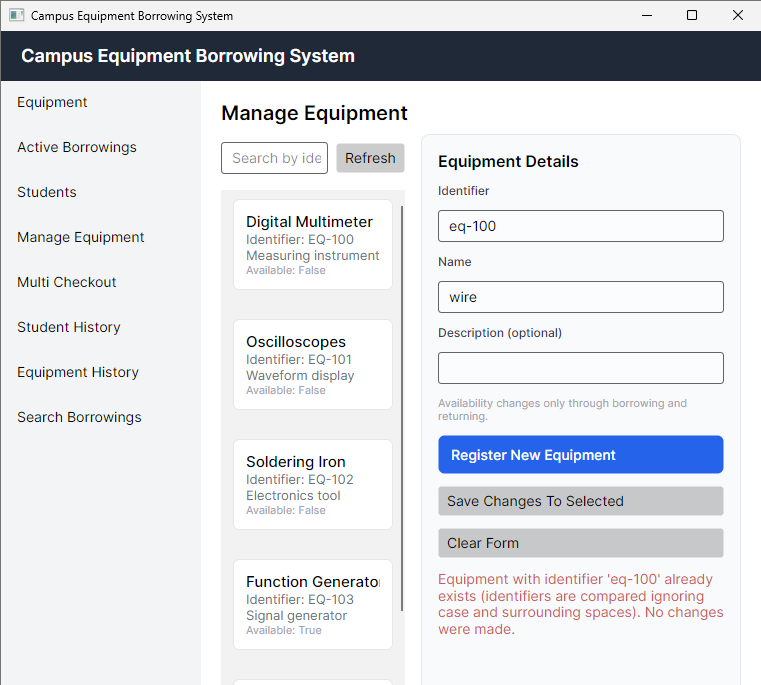 Campus Equipment Borrowing System
Campus Equipment Borrowing System
Equipment
Active Borrowings
Students
Manage Equipment
Multi Checkout
Student History
Equipment History
Search Borrowings
Manage Equipment
Search by ide
Refresh
Digital Multimeter
Identifier: EQ-100
Measuring instrument
Available: False
Oscilloscopes
Identifier: EQ-101
Waveform display
Available: False
Soldering Iron
Identifier: EQ-102
Electronics tool
Available: False
Function Generator
Identifier: EQ-103
Signal generator
Available: True
Equipment Details
Identifier
eq-100
Name
wire
Description (optional)
Availability changes only through borrowing and
returning.
Register New Equipment
Save Changes To Selected
Clear Form
Equipment with identifier 'eq-100' already
exists (identifiers are compared ignoring
case and surrounding spaces). No changes
were made.